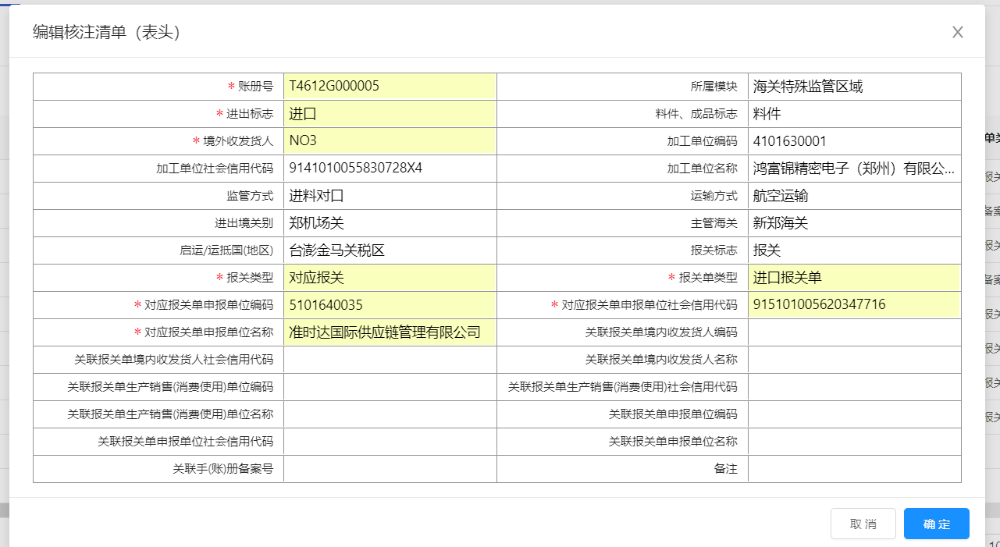 编辑核注清单（表头）
* 账册号 T4612G000005 所属模块 海关特殊监管区域
* 进出标志 进口 料件、成品标志 料件
* 境外收发货人 NO3 加工单位编码 4101630001
加工单位社会信用代码 9141010055830728X4 加工单位名称 鸿富锦精密电子（郑州）有限公...
监管方式 进料对口 运输方式 航空运输
进出境关别 郑机场关 主管海关 新郑海关
启运/运抵国(地区) 台澎金马关税区 报关标志 报关
* 报关类型 对应报关 * 报关单类型 进口报关单
* 对应报关单申报单位编码 5101640035 * 对应报关单申报单位社会信用代码 915101005620347716
* 对应报关单申报单位名称 准时达国际供应链管理有限公司 关联报关单境内收发货人编码
关联报关单境内收发货人社会信用代码 关联报关单境内收发货人名称
关联报关单生产销售(消费使用)单位编码 关联报关单生产销售(消费使用)社会信用代码
关联报关单生产销售(消费使用)单位名称 关联报关单申报单位编码
关联报关单申报单位社会信用代码 关联报关单申报单位名称
关联手(账)册备案号 备注
取 消 确 定